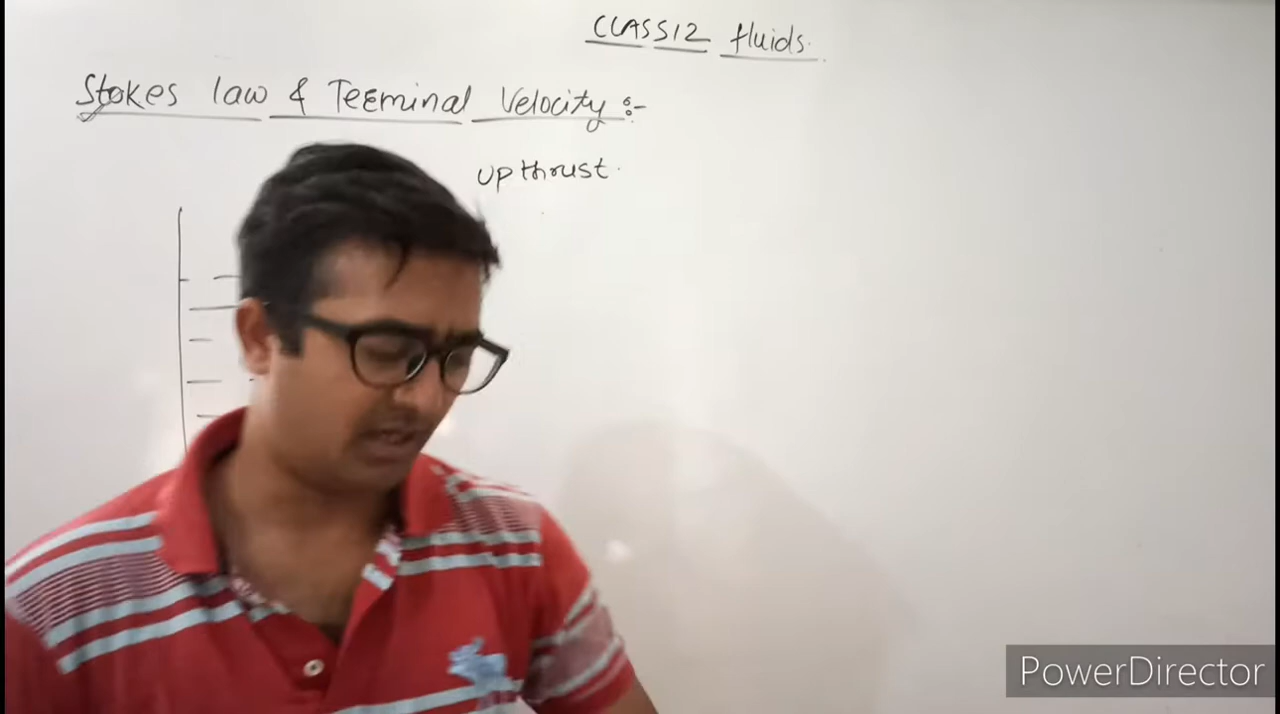 CLASS12 fluids.
Stokes law & Terminal Velocity :-
upthrust.
PowerDirector